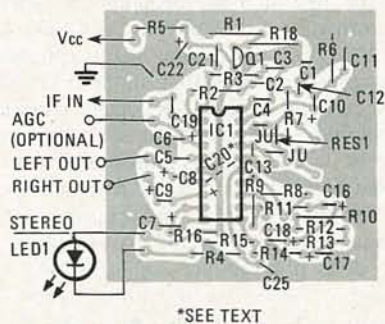 R5
R1
Vcc
R18
C21
Q1
C3
R6
C11
C22
R3
C1
C2
R2
C12
IF IN
C4
R7
C10
AGC
C19
IC1
(OPTIONAL)
C6
JU
RES1
LEFT OUT
C5
C20*
JU
RIGHT OUT
C8
C13
C9
R9
R8
C16
STEREO
C7
R11
R10
LED1
R16
C18
R12
R15
R13
R4
R14
C17
C25
*SEE TEXT